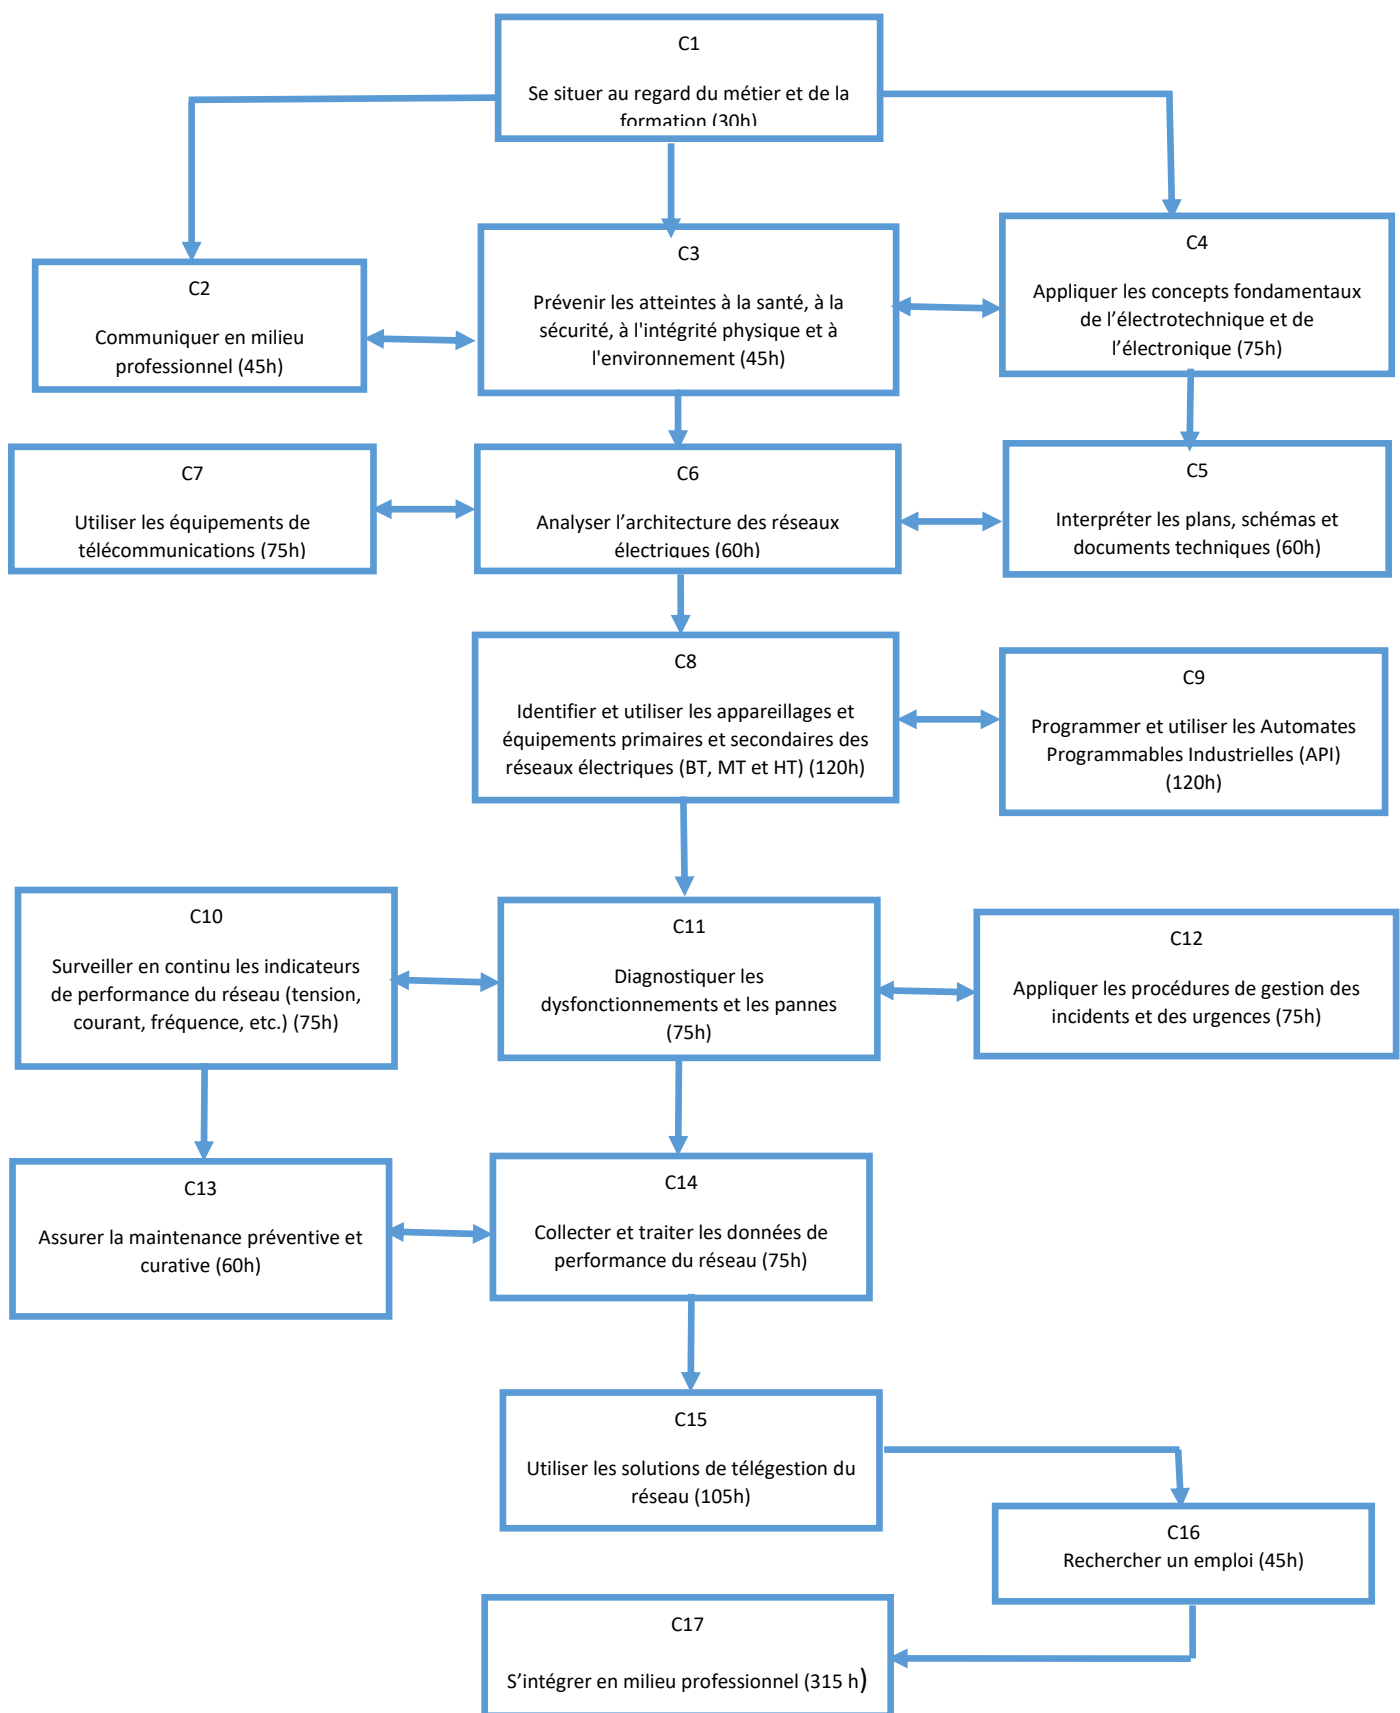 C1
Se situer au regard du métier et de la
formation (30h)
C2
Communiquer en milieu
professionnel (45h)
C3
Prévenir les atteintes à la santé, à la
sécurité, à l'intégrité physique et à
l'environnement (45h)
C4
Appliquer les concepts fondamentaux
de l’électrotechnique et de
l’électronique (75h)
C7
Utiliser les équipements de
télécommunications (75h)
C6
Analyser l’architecture des réseaux
électriques (60h)
C5
Interpréter les plans, schémas et
documents techniques (60h)
C8
Identifier et utiliser les appareillages et
équipements primaires et secondaires des
réseaux électriques (BT, MT et HT) (120h)
C9
Programmer et utiliser les Automates
Programmables Industrielles (API)
(120h)
C10
Surveiller en continu les indicateurs
de performance du réseau (tension,
courant, fréquence, etc.) (75h)
C11
Diagnostiquer les
dysfonctionnements et les pannes
(75h)
C12
Appliquer les procédures de gestion des
incidents et des urgences (75h)
C13
Assurer la maintenance préventive et
curative (60h)
C14
Collecter et traiter les données de
performance du réseau (75h)
C15
Utiliser les solutions de télégestion du
réseau (105h)
C16
Rechercher un emploi (45h)
C17
S’intégrer en milieu professionnel (315 h)